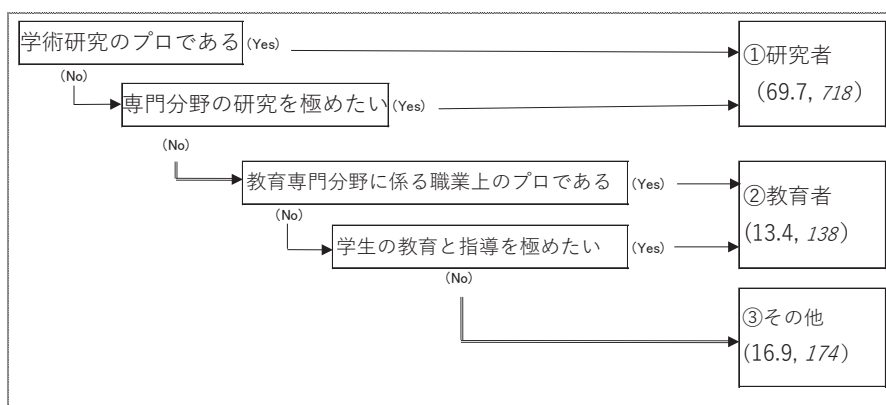 学術研究のプロである (Yes)
①研究者
(69.7, 718)
(No)
専門分野の研究を極めたい (Yes)
(No)
教育専門分野に係る職業上のプロである (Yes)
②教育者
(13.4, 138)
(No)
学生の教育と指導を極めたい (Yes)
(No)
③その他
(16.9, 174)